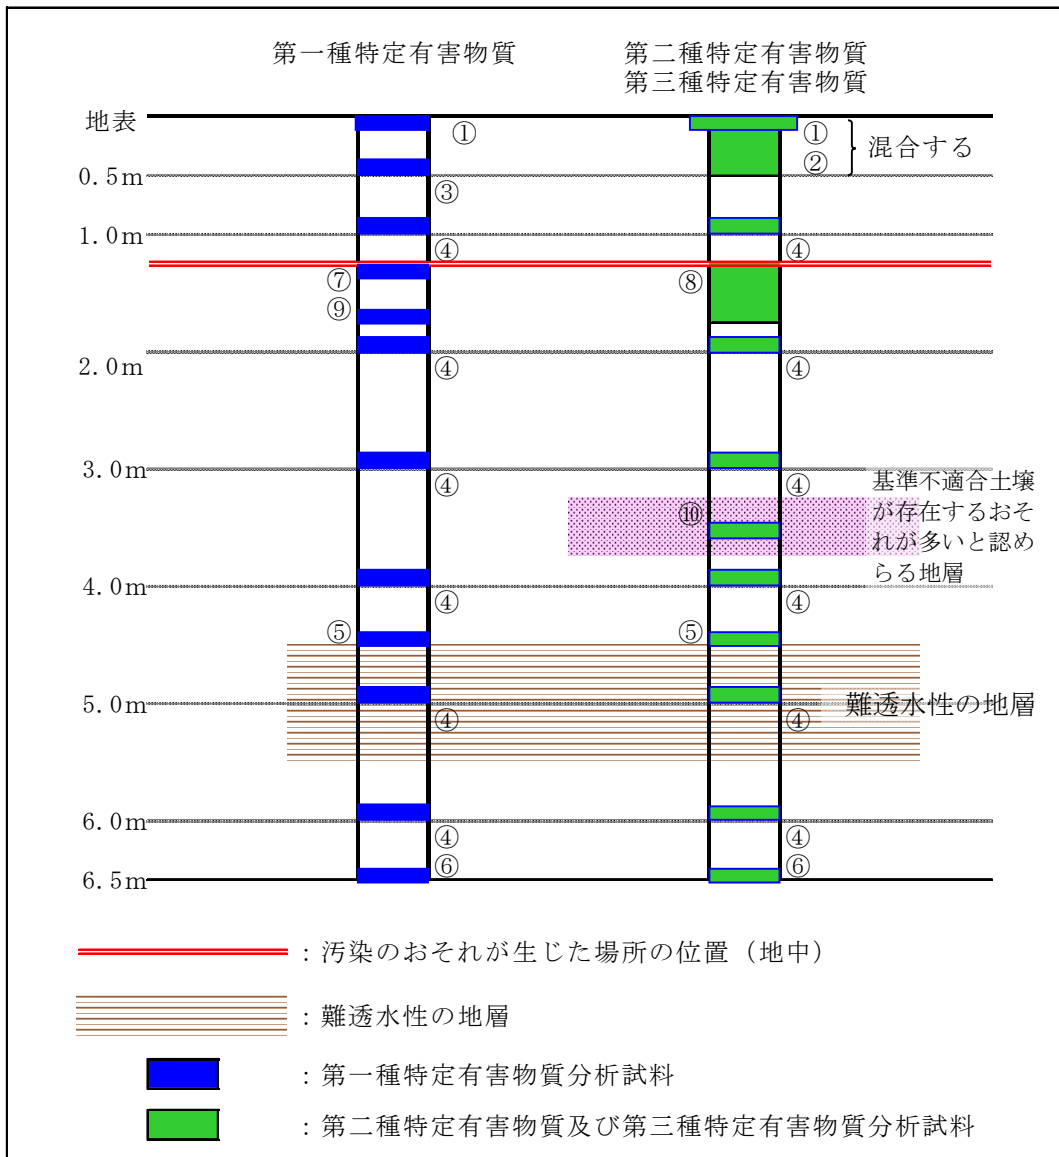 第一種特定有害物質
第二種特定有害物質
第三種特定有害物質
地表
①
①
②
混合する
0.5m
③
1.0m
④
④
⑦
⑧
⑨
2.0m
④
④
3.0m
④
④
基準不適合土壌
が存在するおそ
れが多いと認め
らる地層
⑩
4.0m
④
④
⑤
⑤
5.0m
難透水性の地層
④
④
6.0m
④
④
⑥
⑥
6.5m
：汚染のおそれが生じた場所の位置（地中）
：難透水性の地層
：第一種特定有害物質分析試料
：第二種特定有害物質及び第三種特定有害物質分析試料